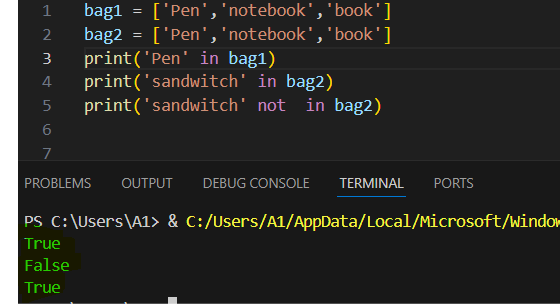 1 bag1 = ['Pen','notebook','book']
2 bag2 = ['Pen','notebook','book']
3 print('Pen' in bag1)
4 print('sandwitch' in bag2)
5 print('sandwitch' not  in bag2)
6
7
PROBLEMS OUTPUT DEBUG CONSOLE TERMINAL PORTS
PS C:\Users\A1> & C:/Users/A1/AppData/Local/Microsoft/Window
True
False
True